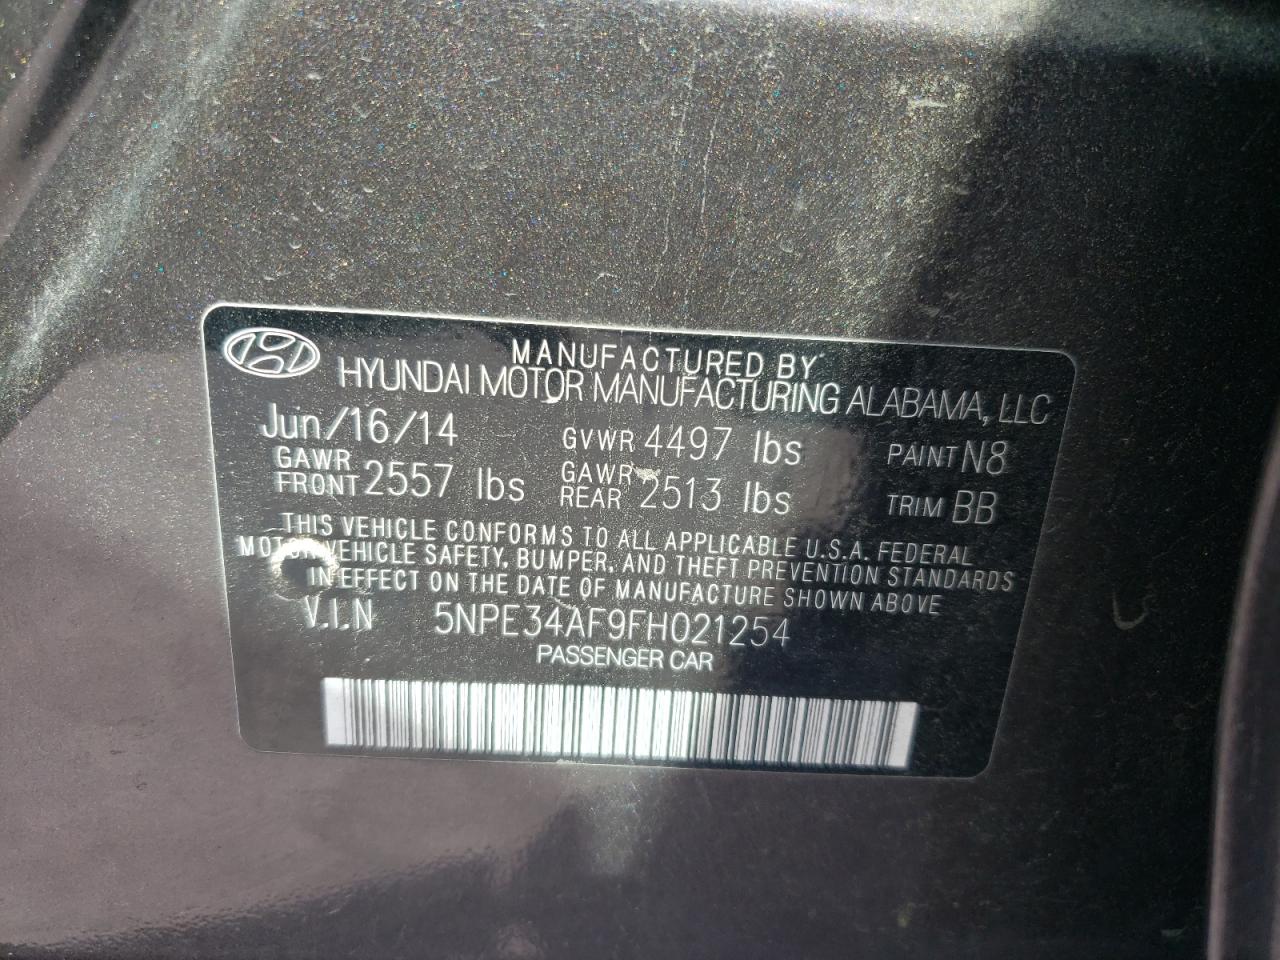 MANUFACTURED BY
HYUNDAI MOTOR MANUFACTURING ALABAMA, LLC
Jun/16/14 GVWR 4497 lbs PAINT N8
GAWR FRONT 2557 lbs GAWR REAR 2513 lbs TRIM BB
THIS VEHICLE CONFORMS TO ALL APPLICABLE U.S.A. FEDERAL
MOTOR VEHICLE SAFETY, BUMPER, AND THEFT PREVENTION STANDARDS
IN EFFECT ON THE DATE OF MANUFACTURE SHOWN ABOVE
V.I.N 5NPE34AF9FH021254
PASSENGER CAR